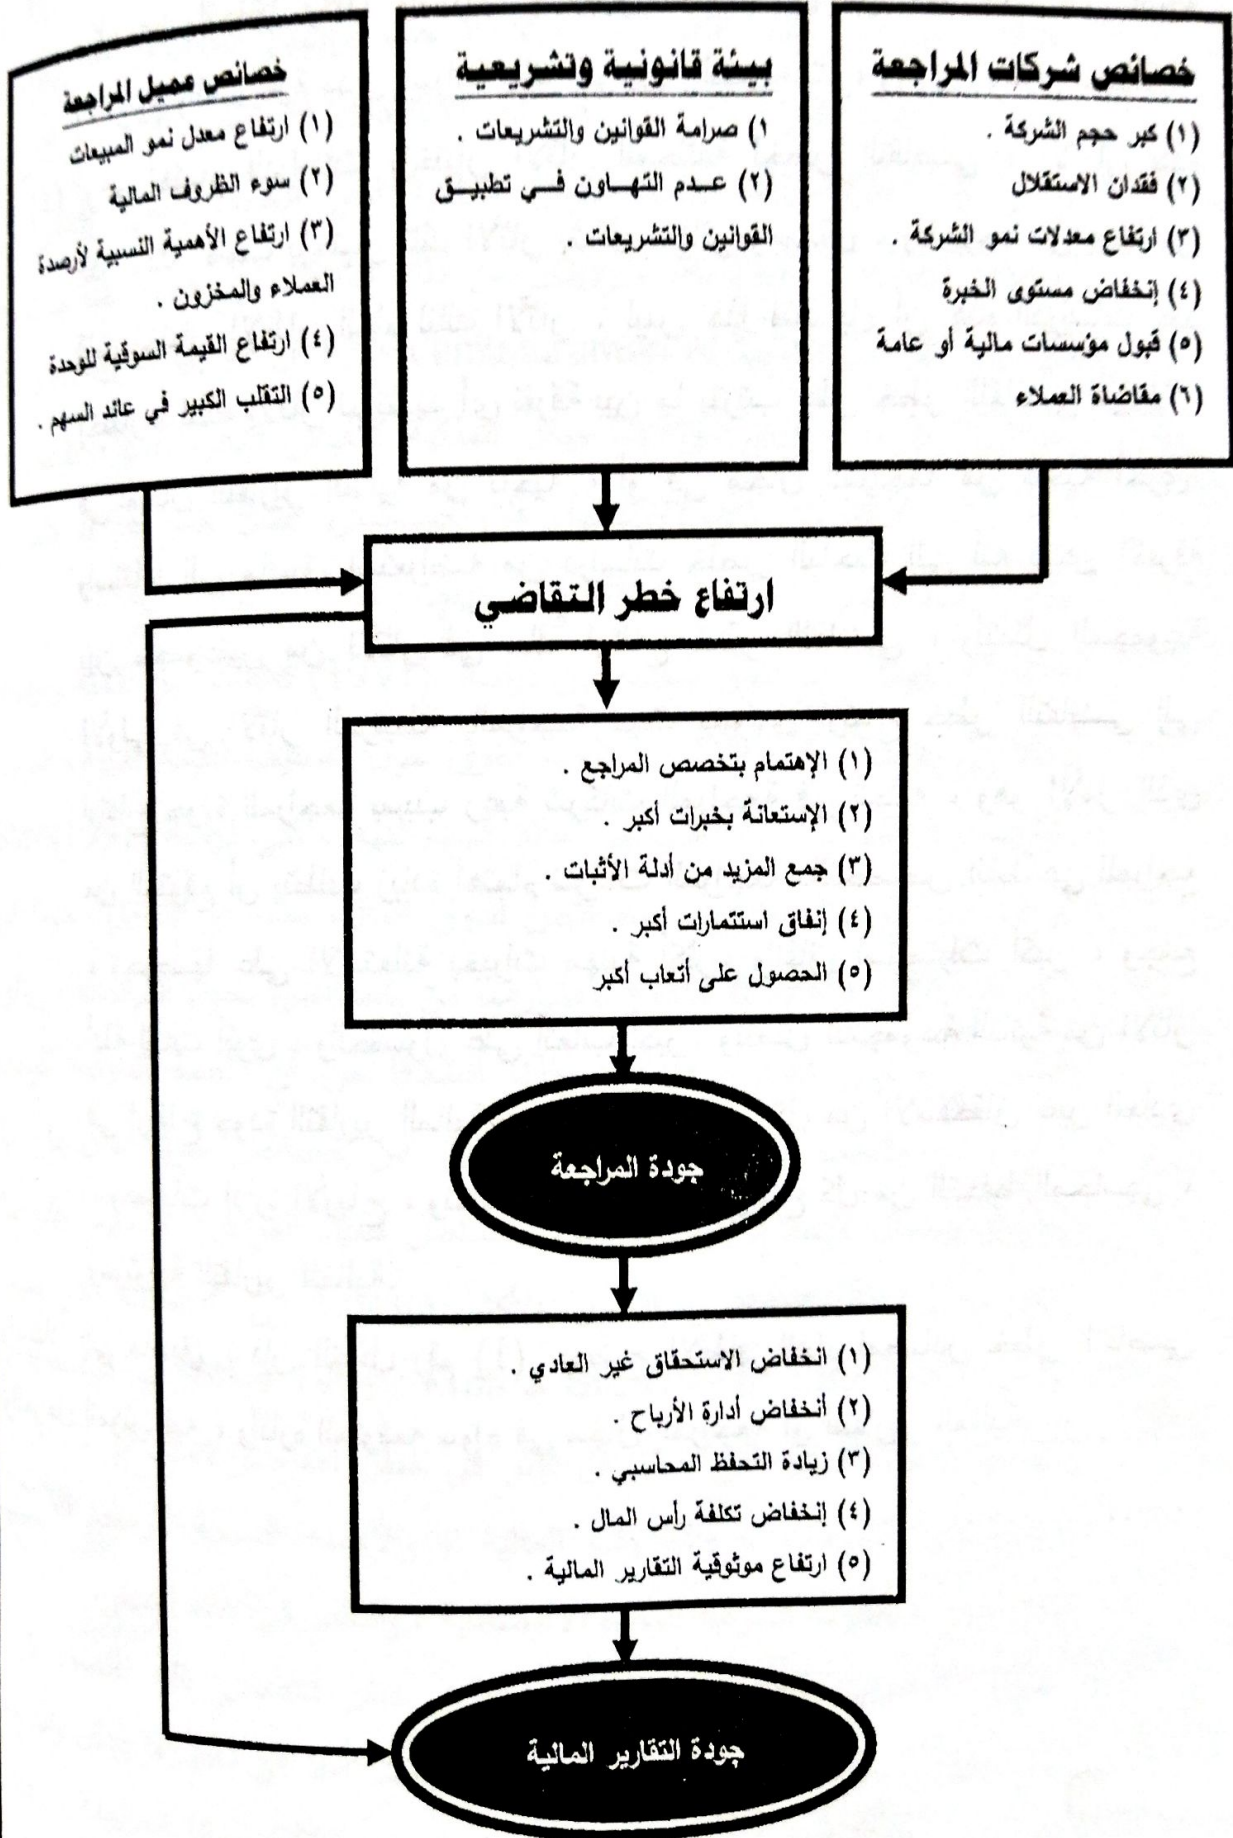 خصائص شركات المراجعة
(١) كبر حجم الشركة .
(٢) فقدان الاستقلال
(٣) ارتفاع معدلات نمو الشركة .
(٤) إنخفاض مستوى الخبرة
(٥) قبول مؤسسات مالية أو عامة
(٦) مقاضاة العملاء
بيئة قانونية وتشريعية
١) صرامة القوانين والتشريعات .
(٢) عدم التهاون في تطبيق
القوانين والتشريعات .
خصائص عميل المراجعة
(١) ارتفاع معدل نمو المبيعات
(٢) سوء الظروف المالية
(٣) ارتفاع الأهمية النسبية لأرصدة
العملاء والمخزون .
(٤) ارتفاع القيمة السوقية للوحدة
(٥) التقلب الكبير في عائد السهم .
ارتفاع خطر التقاضي
(١) الإهتمام بتخصص المراجع .
(٢) الإستعانة بخبرات أكبر .
(٣) جمع المزيد من أدلة الأثبات .
(٤) إنفاق استثمارات أكبر .
(٥) الحصول على أتعاب أكبر
جودة المراجعة
(١) انخفاض الاستحقاق غير العادي .
(٢) أنخفاض أدارة الأرباح .
(٣) زيادة التحفظ المحاسبي .
(٤) إنخفاض تكلفة رأس المال .
(٥) ارتفاع موثوقية التقارير المالية .
جودة التقارير المالية